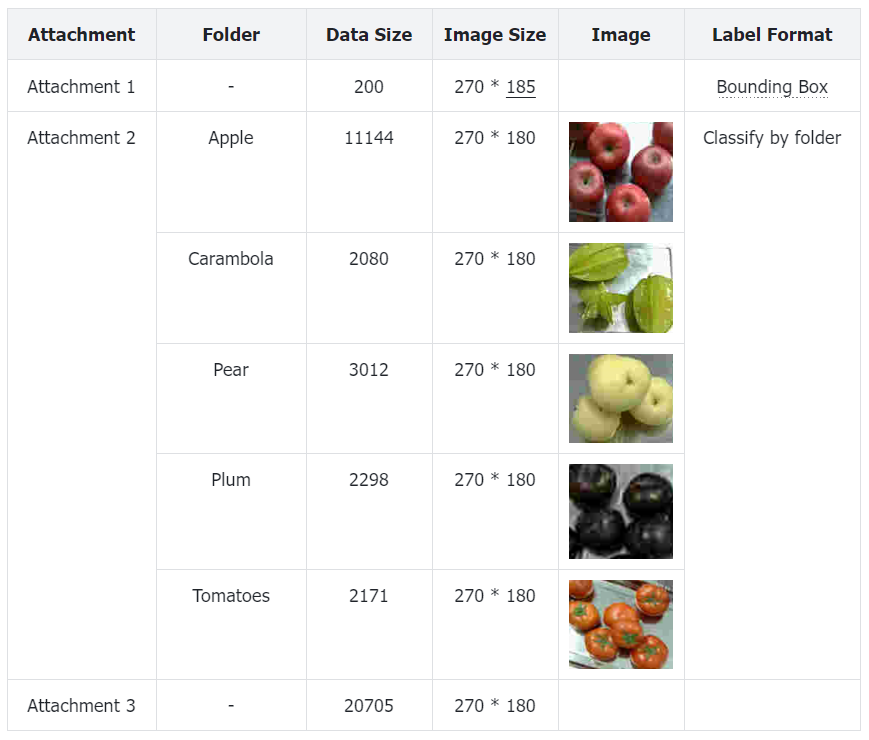 Attachment Folder Data Size Image Size Image Label Format
Attachment 1 - 200 270 * 185 Bounding Box
Attachment 2 Apple 11144 270 * 180 Classify by folder
Carambola 2080 270 * 180
Pear 3012 270 * 180
Plum 2298 270 * 180
Tomatoes 2171 270 * 180
Attachment 3 - 20705 270 * 180